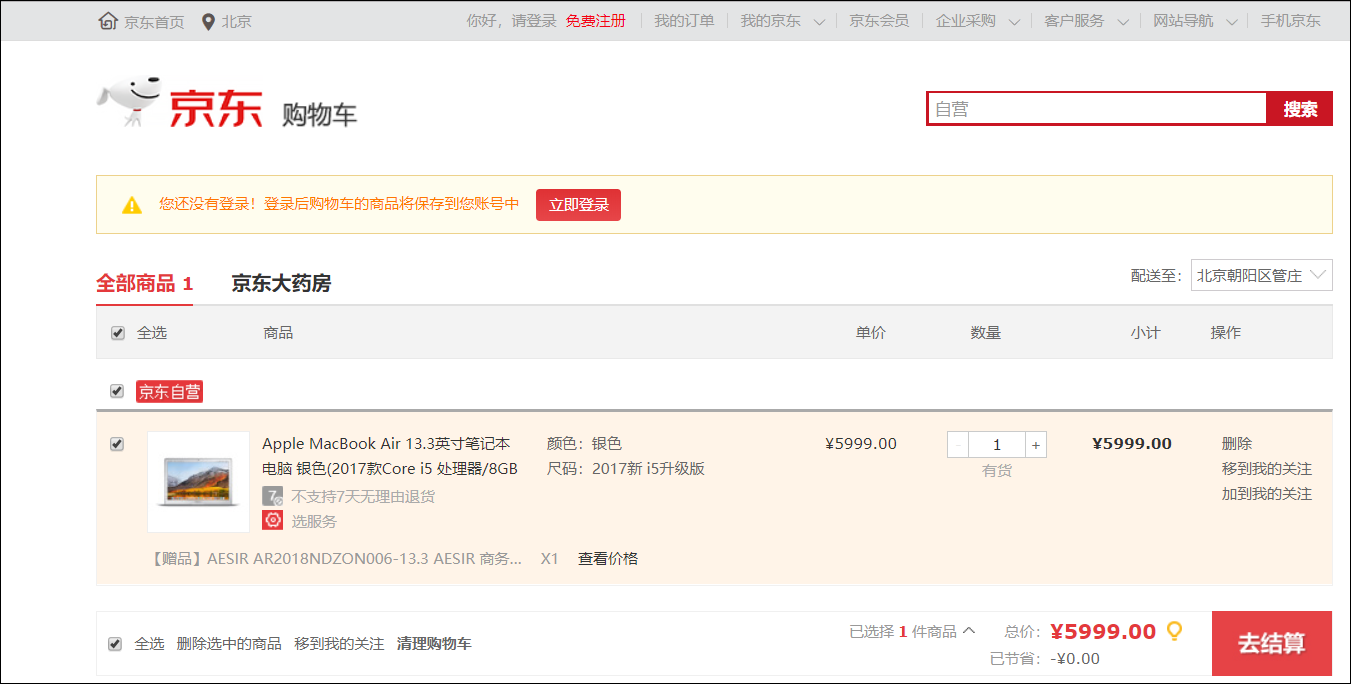 京东首页 北京 你好，请登录 免费注册 我的订单 我的京东 京东会员 企业采购 客户服务 网站导航 手机京东
京东 购物车
自营 搜索
您还没有登录！登录后购物车的商品将保存到您账号中 立即登录
全部商品 1 京东大药房 配送至： 北京朝阳区管庄
全选 商品 单价 数量 小计 操作
京东自营
Apple MacBook Air 13.3英寸笔记本 颜色：银色 ¥5999.00 - 1 + ¥5999.00 删除
电脑 银色(2017款Core i5 处理器/8GB 尺码：2017新 i5升级版 有货 移到我的关注
7 不支持7天无理由退货 加到我的关注
选服务
【赠品】AESIR AR2018NDZON006-13.3 AESIR 商务... X1 查看价格
全选 删除选中的商品 移到我的关注 清理购物车 已选择 1 件商品 总价： ¥5999.00 去结算
已节省： -¥0.00